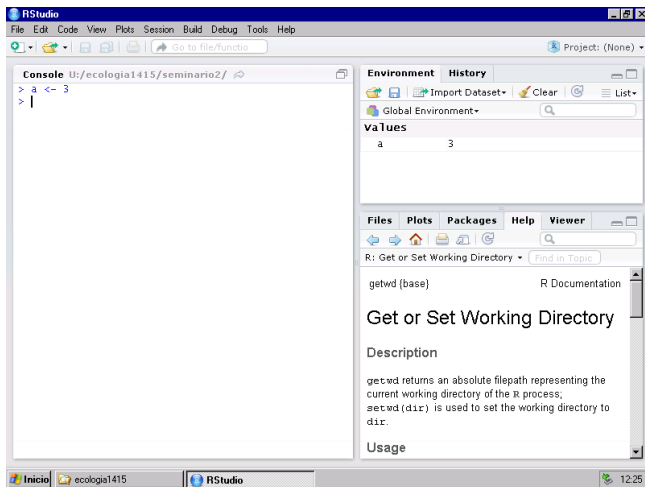 RStudio
File Edit Code View Plots Session Build Debug Tools Help
Go to file/functio
Project: (None)
Console U:/ecologia1415/seminario2/
> a <- 3
>
Environment History
Import Dataset Clear List
Global Environment
Values
a 3
Files Plots Packages Help Viewer
R: Get or Set Working Directory Find in Topic
getwd {base} R Documentation
Get or Set Working Directory
Description
getwd returns an absolute filepath representing the
current working directory of the R process;
setwd(dir) is used to set the working directory to
dir.
Usage
Inicio ecologia1415 RStudio 12:25